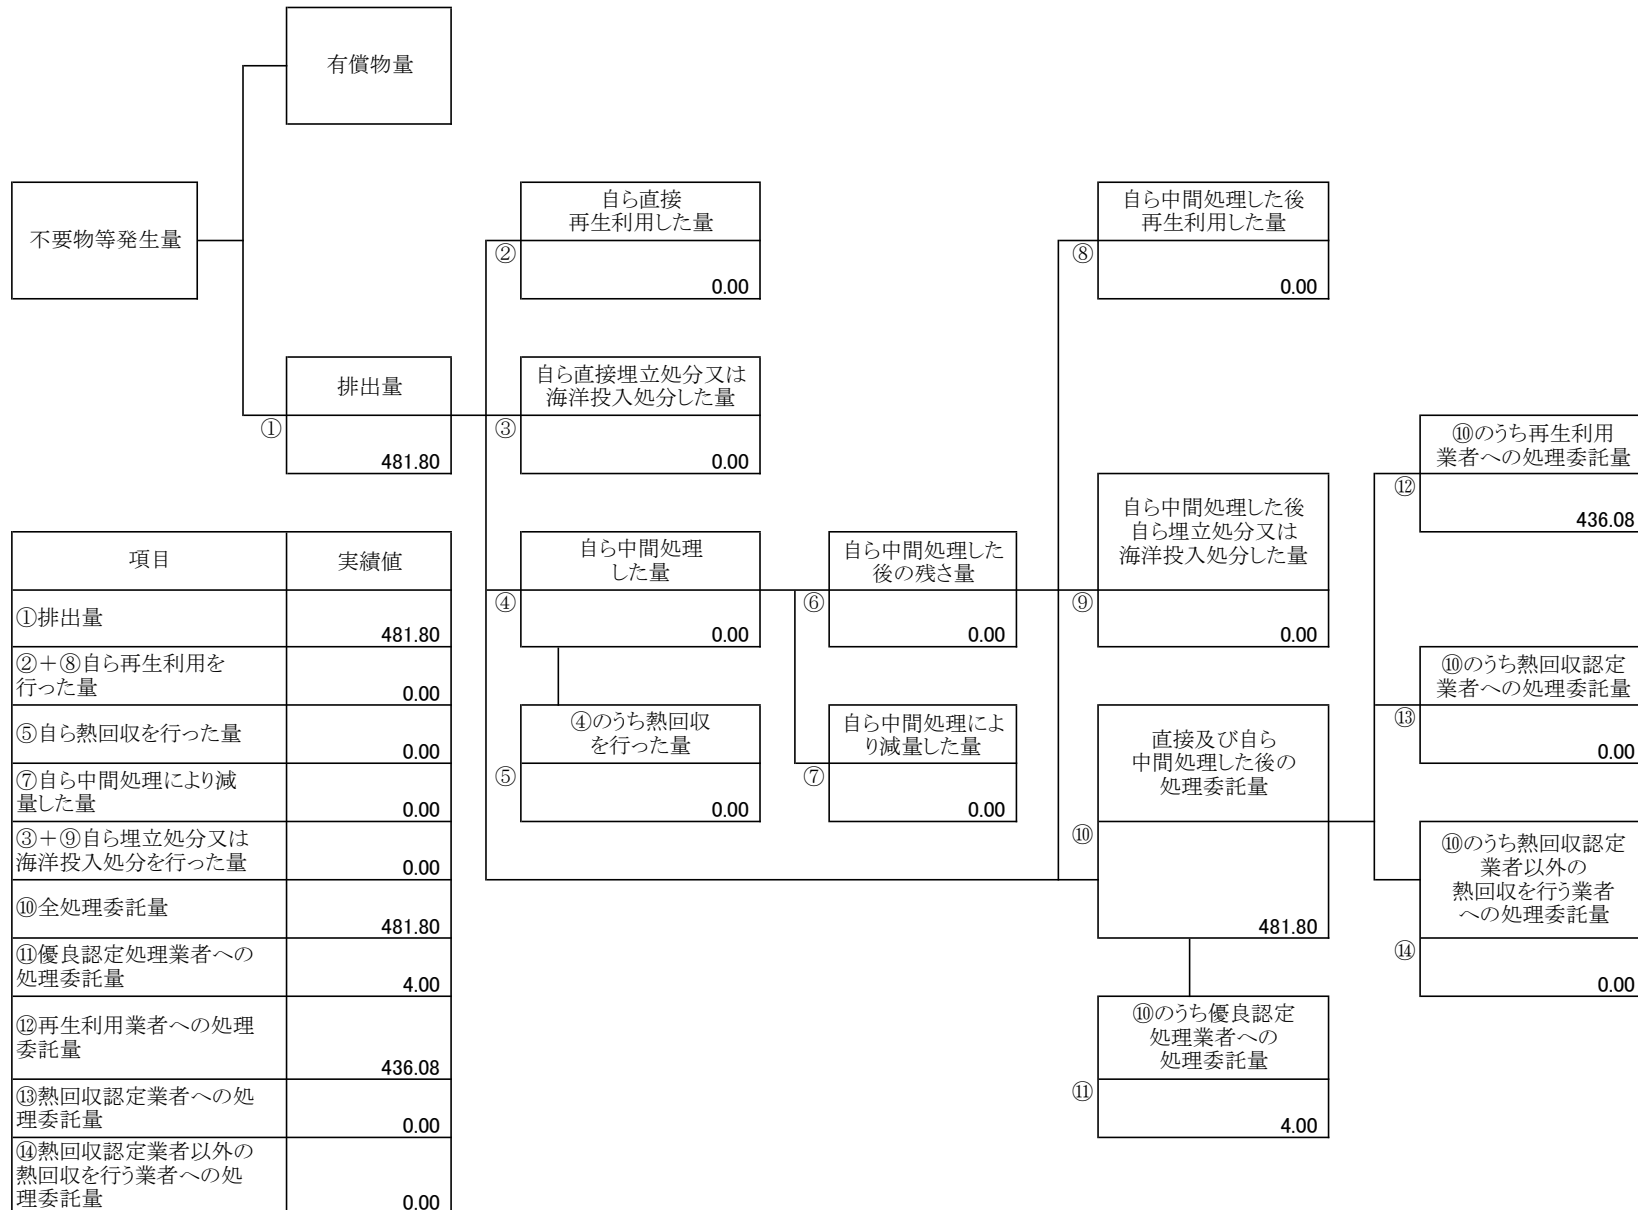 有償物量
不要物等発生量
自ら直接
再生利用した量
②
0.00
自ら中間処理した後
再生利用した量
⑧
0.00
排出量
①
481.80
自ら直接埋立処分又は
海洋投入処分した量
③
0.00
⑩のうち再生利用
業者への処理委託量
⑫
436.08
自ら中間処理した後
自ら埋立処分又は
海洋投入処分した量
⑨
0.00
自ら中間処理
した量
④
0.00
自ら中間処理した
後の残さ量
⑥
0.00
⑩のうち熱回収認定
業者への処理委託量
⑬
0.00
④のうち熱回収
を行った量
⑤
0.00
自ら中間処理によ
り減量した量
⑦
0.00
直接及び自ら
中間処理した後の
処理委託量
⑩
481.80
⑩のうち熱回収認定
業者以外の
熱回収を行う業者
への処理委託量
⑭
0.00
⑩のうち優良認定
処理業者への
処理委託量
⑪
4.00
項目 実績値
①排出量
481.80
②+⑧自ら再生利用を
行った量 0.00
⑤自ら熱回収を行った量
0.00
⑦自ら中間処理により減
量した量 0.00
③+⑨自ら埋立処分又は
海洋投入処分を行った量 0.00
⑩全処理委託量
481.80
⑪優良認定処理業者への
処理委託量 4.00
⑫再生利用業者への処理
委託量
436.08
⑬熱回収認定業者への処
理委託量 0.00
⑭熱回収認定業者以外の
熱回収を行う業者への処
理委託量 0.00